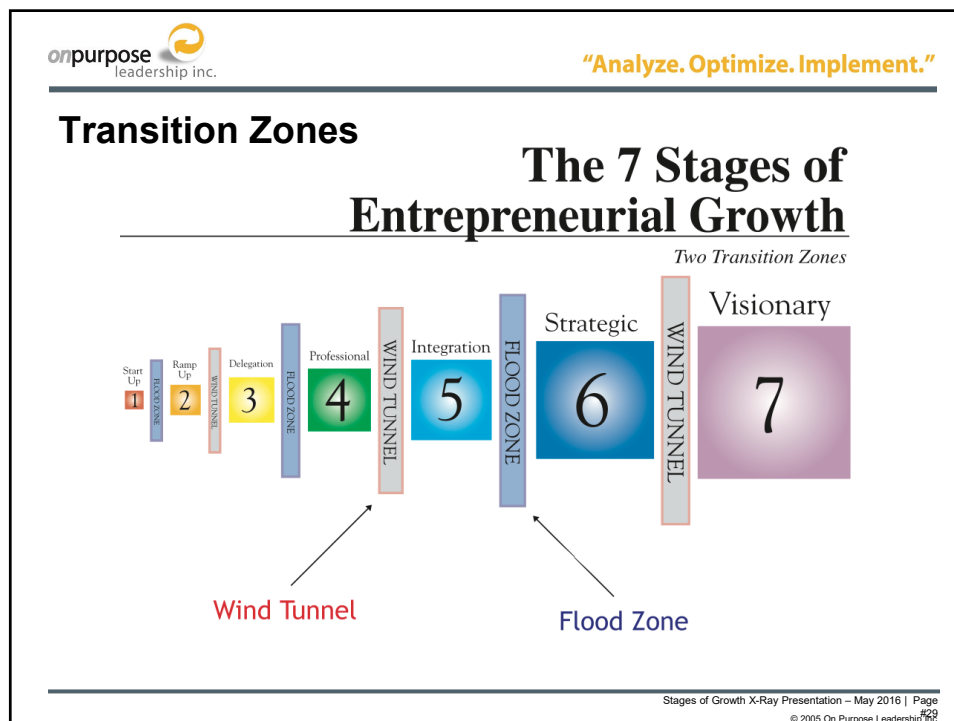 onpurpose
leadership inc.
“Analyze. Optimize. Implement.”
Transition Zones
The 7 Stages of
Entrepreneurial Growth
Two Transition Zones
Start
Up
1
FLOOD ZONE
Ramp
Up
2
WIND TUNNEL
Delegation
3
FLOOD ZONE
Professional
4
WIND TUNNEL
Integration
5
FLOOD ZONE
Strategic
6
WIND TUNNEL
Visionary
7
Wind Tunnel
Flood Zone
Stages of Growth X-Ray Presentation – May 2016 | Page
#29
© 2005 On Purpose Leadership Inc.